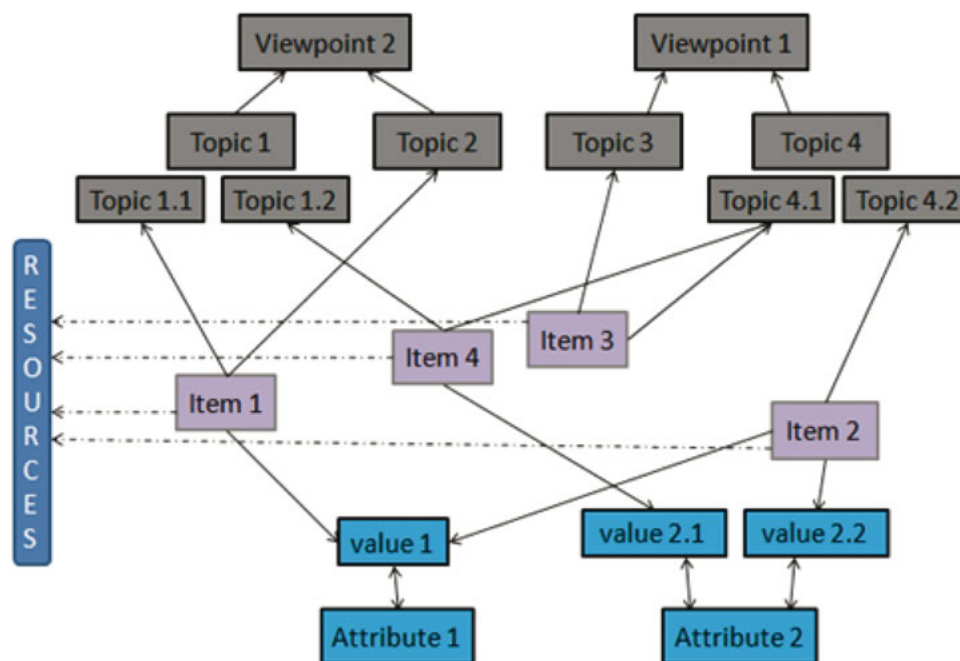 Viewpoint 2
Viewpoint 1
Topic 1
Topic 2
Topic 3
Topic 4
Topic 1.1
Topic 1.2
Topic 4.1
Topic 4.2
RESOURCES
Item 3
Item 4
Item 1
Item 2
value 1
value 2.1
value 2.2
Attribute 1
Attribute 2